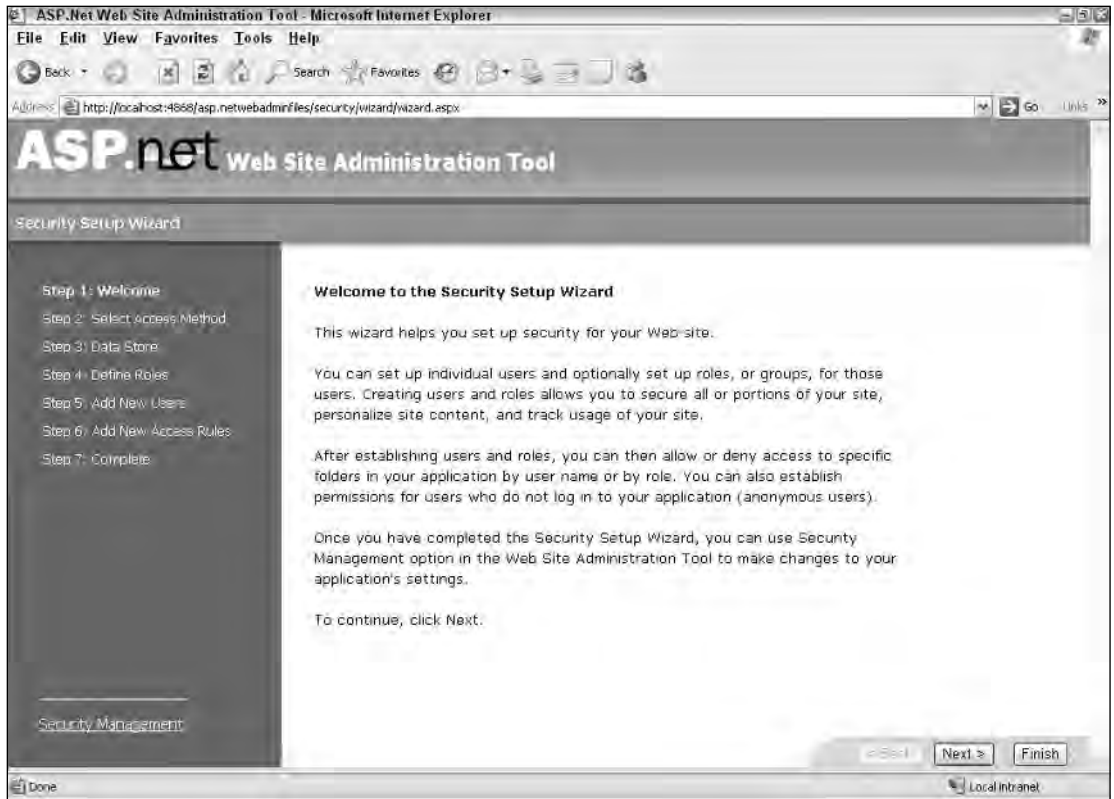 ASP.Net Web Site Administration Tool - Microsoft Internet Explorer
File Edit View Favorites Tools Help
Back Search Favorites
Address http://localhost:4868/asp.netwebadminfiles/security/wizard/wizard.aspx Go Links »
ASP.net Web Site Administration Tool
Security Setup Wizard
Step 1: Welcome
Step 2: Select Access Method
Step 3: Data Store
Step 4: Define Roles
Step 5: Add New Users
Step 6: Add New Access Rules
Step 7: Complete
Security Management
Welcome to the Security Setup Wizard
This wizard helps you set up security for your Web site.
You can set up individual users and optionally set up roles, or groups, for those
users. Creating users and roles allows you to secure all or portions of your site,
personalize site content, and track usage of your site.
After establishing users and roles, you can then allow or deny access to specific
folders in your application by user name or by role. You can also establish
permissions for users who do not log in to your application (anonymous users).
Once you have completed the Security Setup Wizard, you can use Security
Management option in the Web Site Administration Tool to make changes to your
application's settings.
To continue, click Next.
< Back Next > Finish
Done Local intranet